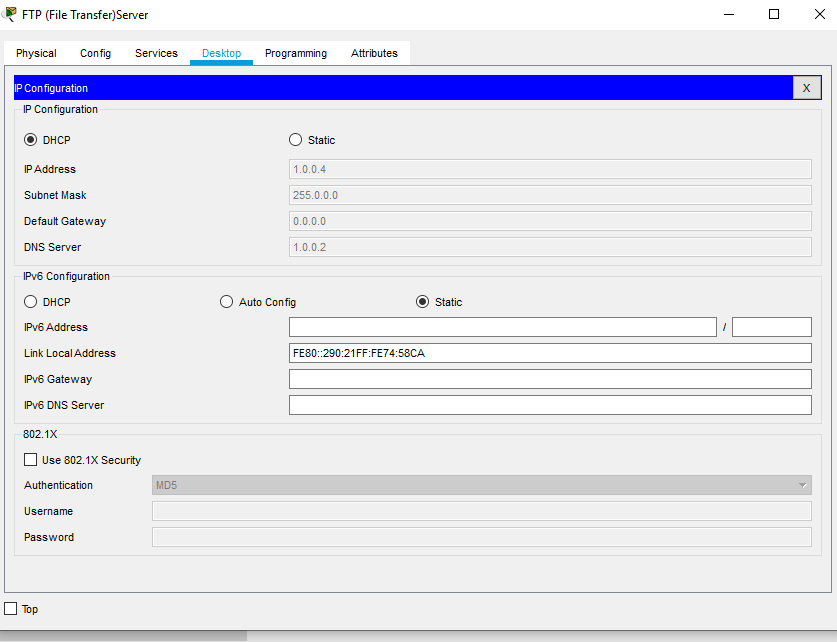 FTP (File Transfer)Server
Physical Config Services Desktop Programming Attributes
IP Configuration X
IP Configuration
DHCP Static
IP Address 1.0.0.4
Subnet Mask 255.0.0.0
Default Gateway 0.0.0.0
DNS Server 1.0.0.2
IPv6 Configuration
DHCP Auto Config Static
IPv6 Address /
Link Local Address FE80::290:21FF:FE74:58CA
IPv6 Gateway
IPv6 DNS Server
802.1X
Use 802.1X Security
Authentication MD5
Username
Password
Top